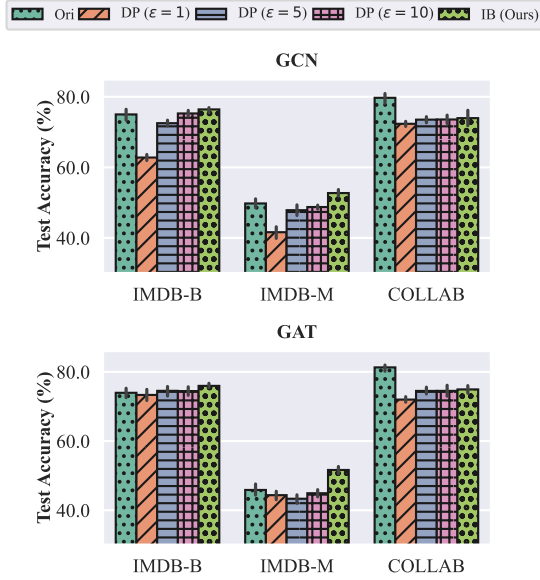 Ori DP (ε = 1) DP (ε = 5) DP (ε = 10) IB (Ours)
GCN
Test Accuracy (%)
80.0
60.0
40.0
IMDB-B IMDB-M COLLAB
GAT
Test Accuracy (%)
80.0
60.0
40.0
IMDB-B IMDB-M COLLAB